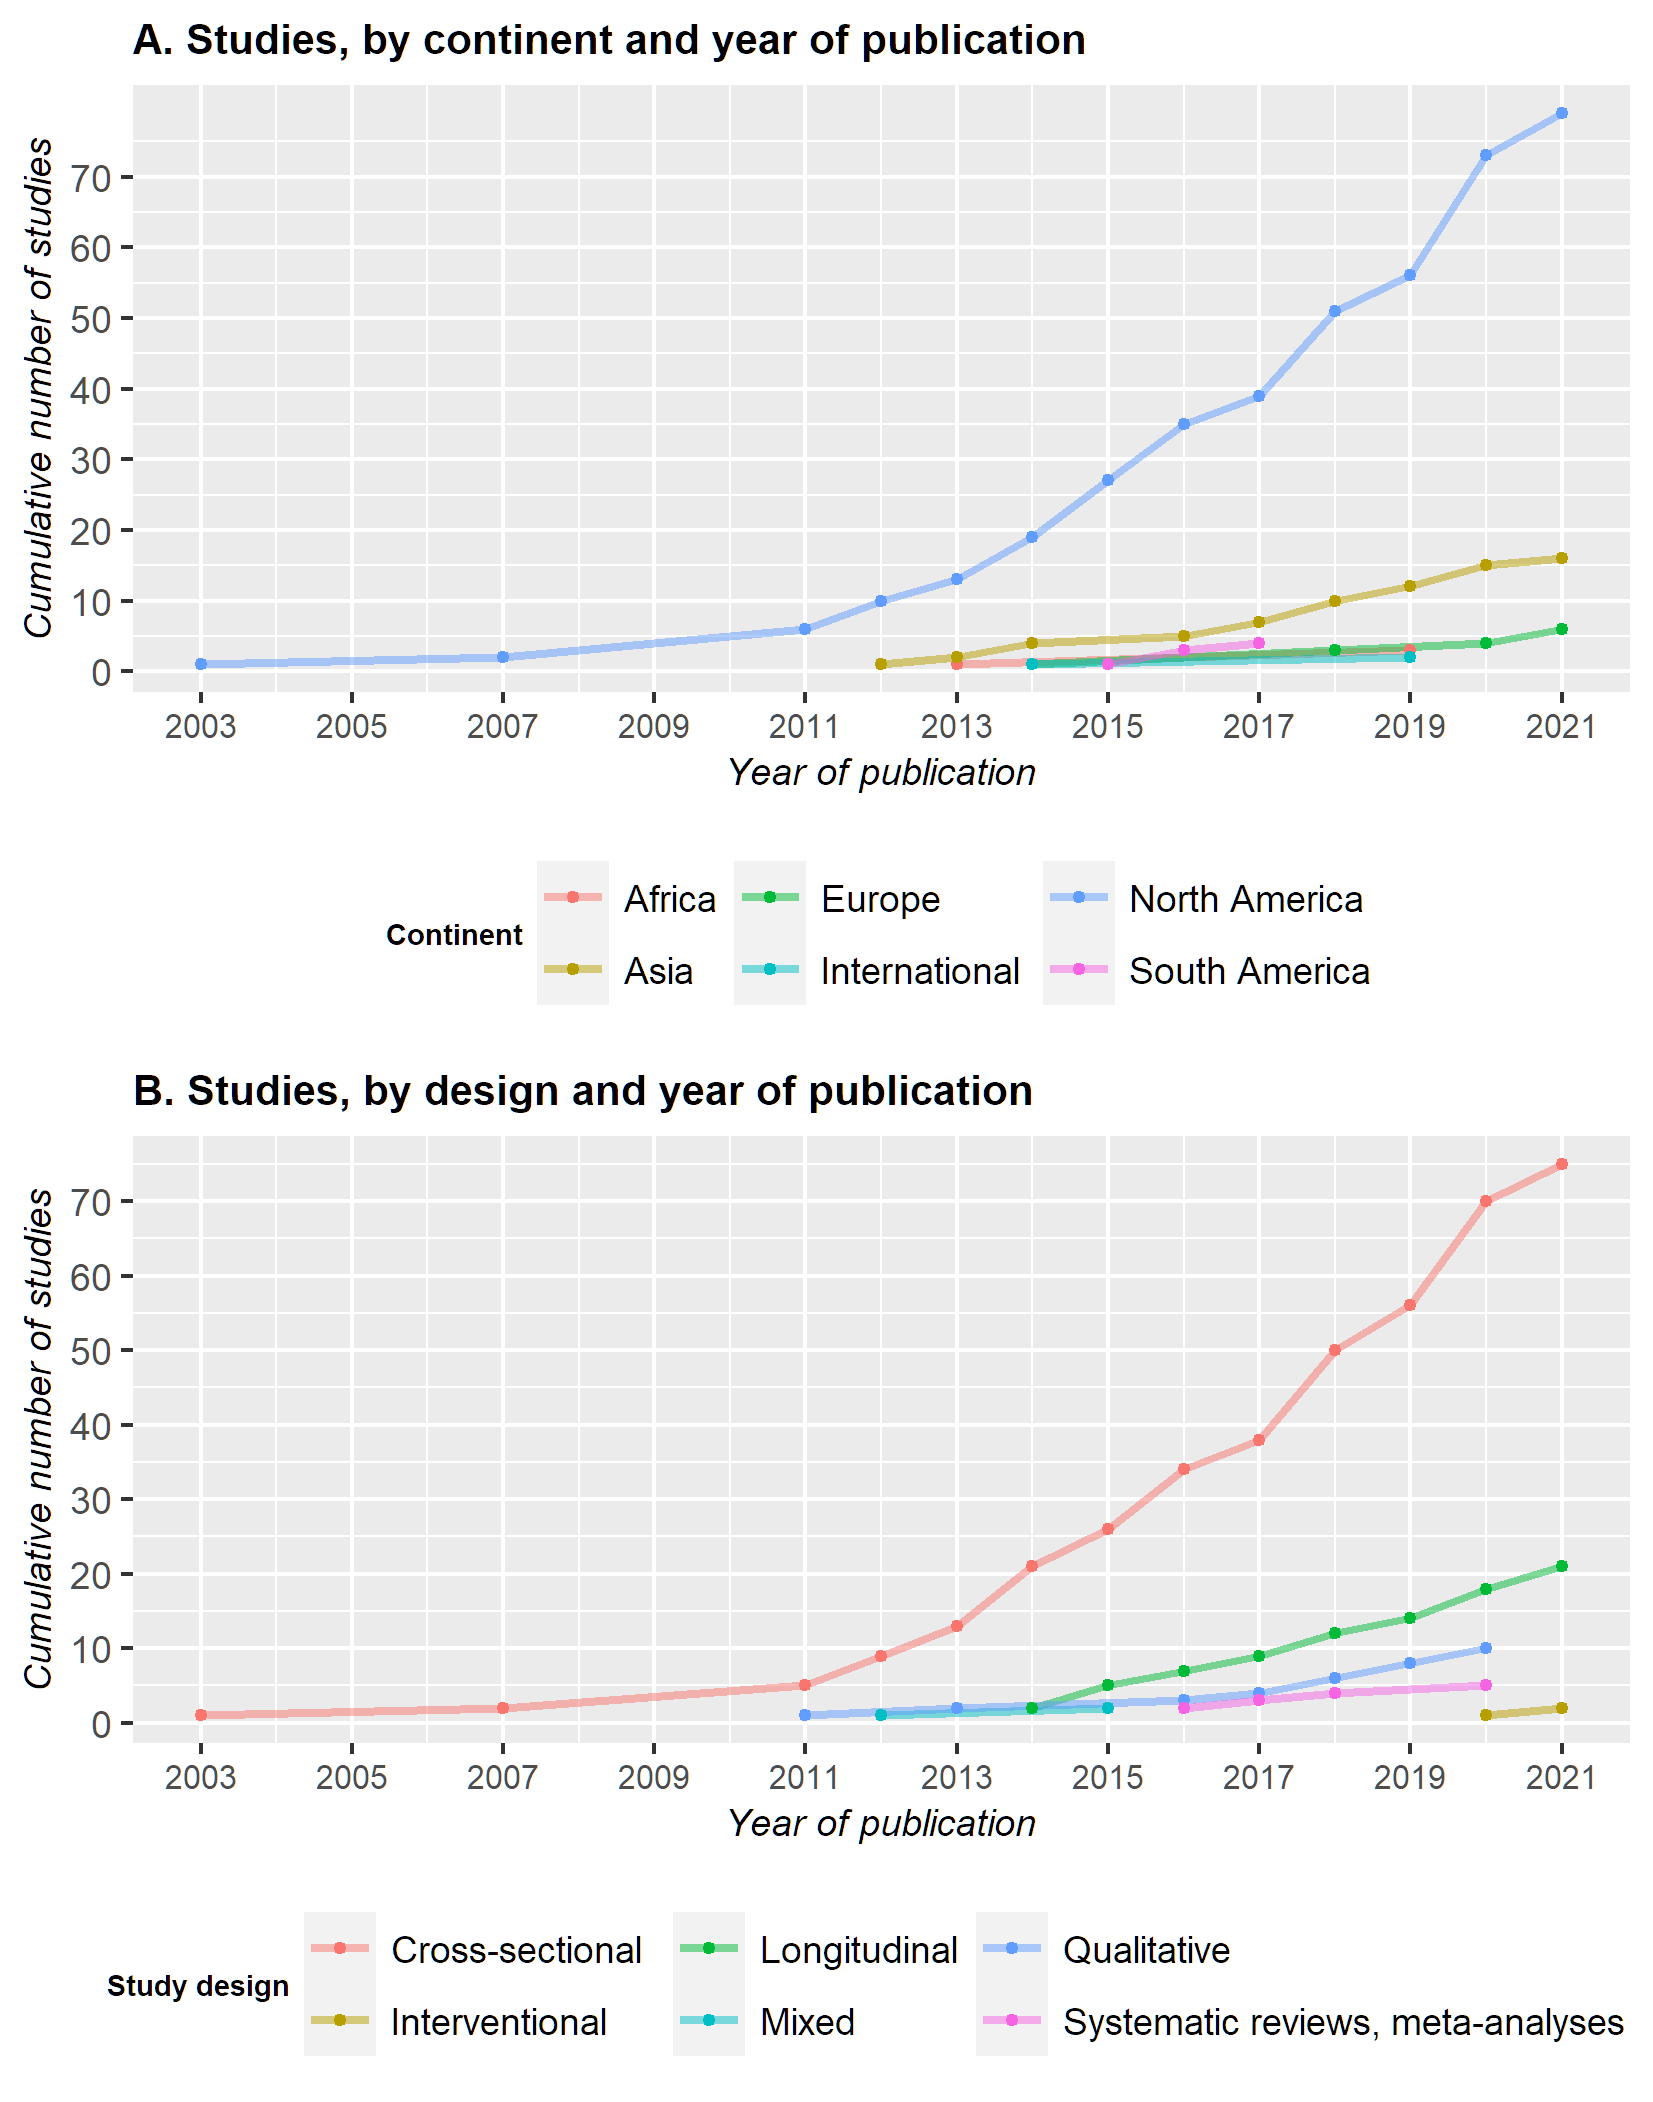 A. Studies, by continent and year of publication
Cumulative number of studies
70
60
50
40
30
20
10
0
2003 2005 2007 2009 2011 2013 2015 2017 2019 2021
Year of publication
Continent
Africa Europe North America
Asia International South America
B. Studies, by design and year of publication
Cumulative number of studies
70
60
50
40
30
20
10
0
2003 2005 2007 2009 2011 2013 2015 2017 2019 2021
Year of publication
Study design
Cross-sectional Longitudinal Qualitative
Interventional Mixed Systematic reviews, meta-analyses